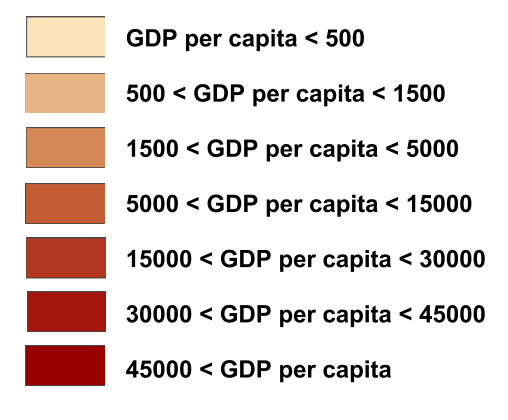 GDP per capita < 500
500 < GDP per capita < 1500
1500 < GDP per capita < 5000
5000 < GDP per capita < 15000
15000 < GDP per capita < 30000
30000 < GDP per capita < 45000
45000 < GDP per capita